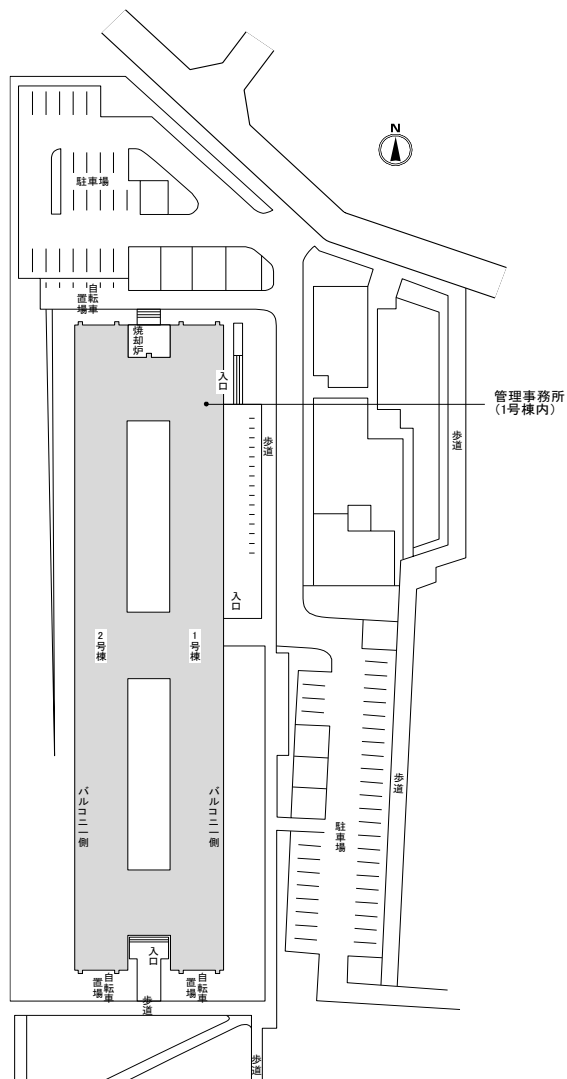 N
駐車場
自転車
置場
焼却炉
入口
管理事務所
(1号棟内)
歩道
歩道
入口
2号棟
1号棟
バルコニー側
バルコニー側
歩道
駐車場
入口
自転車
置場
自転車
置場
歩道
歩道